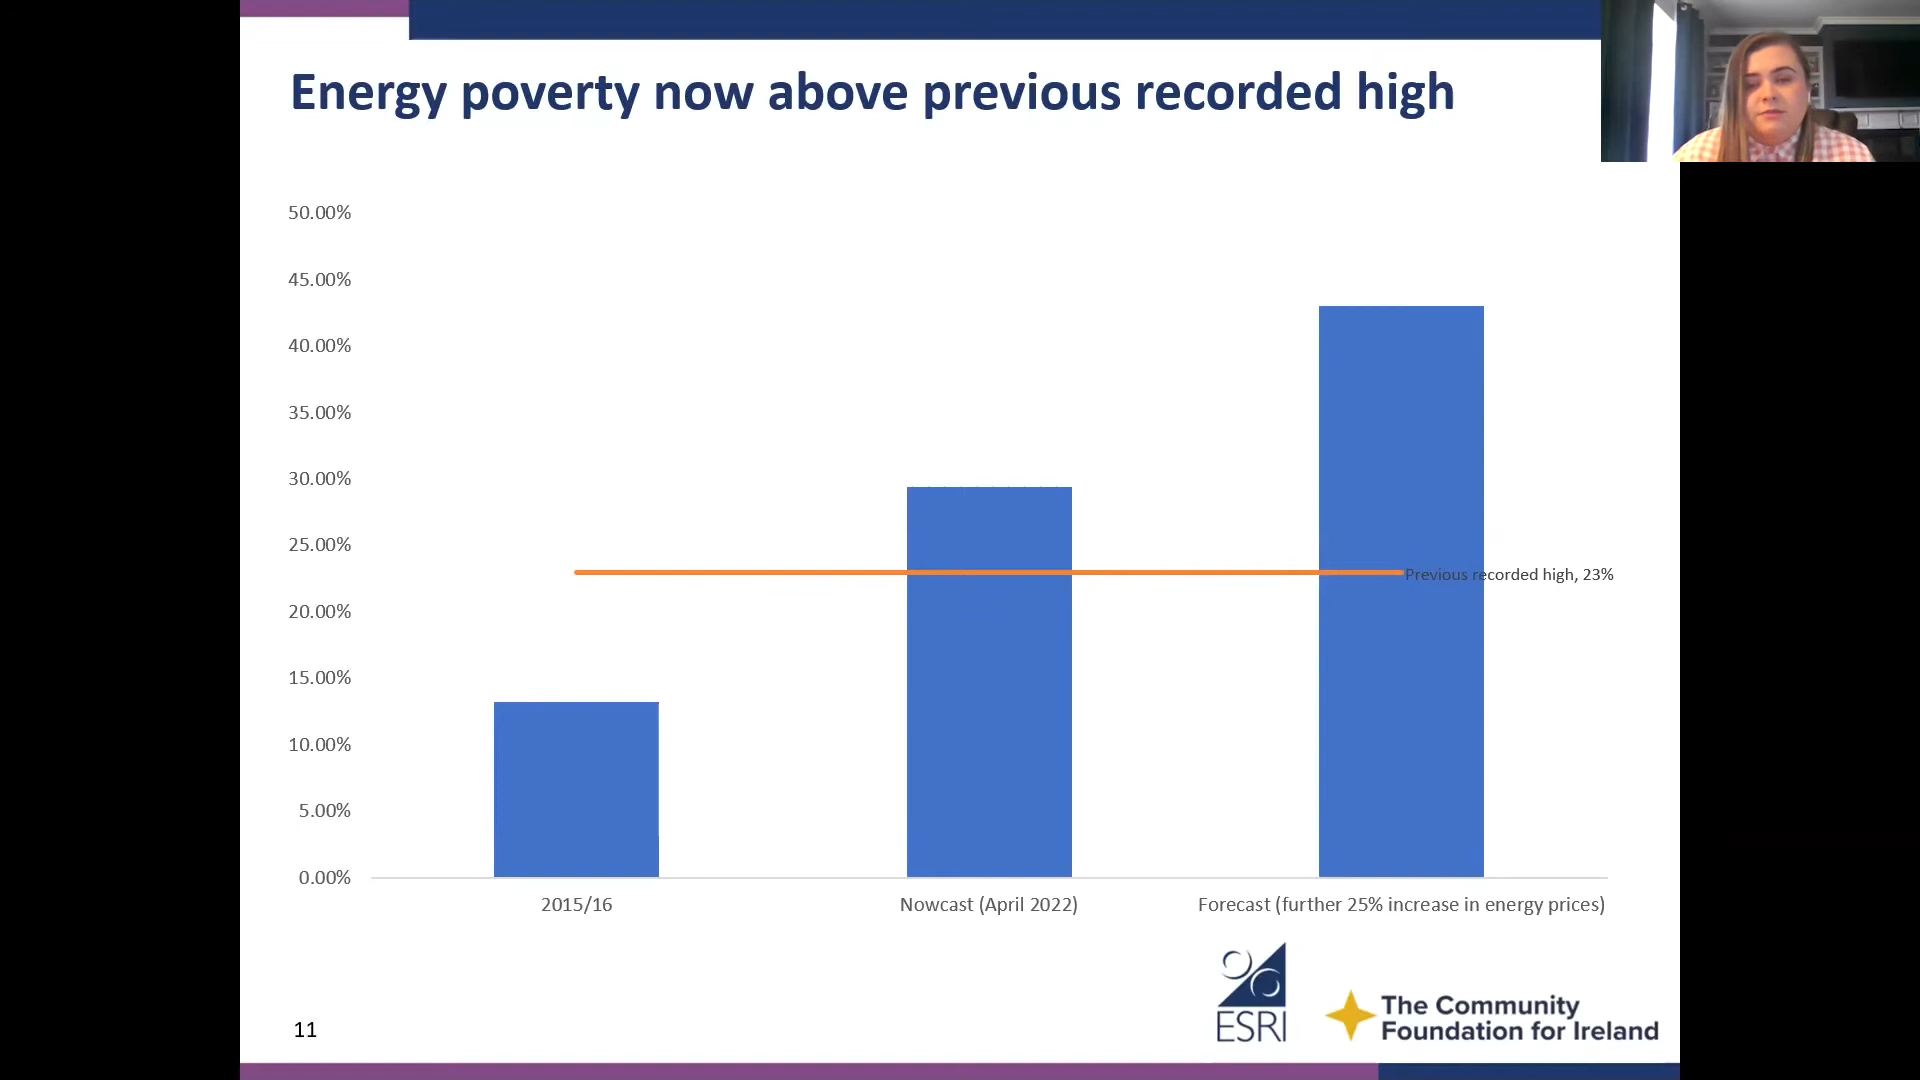 Energy poverty now above previous recorded high
50.00%
45.00%
40.00%
35.00%
30.00%
25.00%
20.00%
15.00%
10.00%
5.00%
0.00%
Previous recorded high, 23%
2015/16
Nowcast (April 2022)
Forecast (further 25% increase in energy prices)
ESRI
The Community
Foundation for Ireland
11